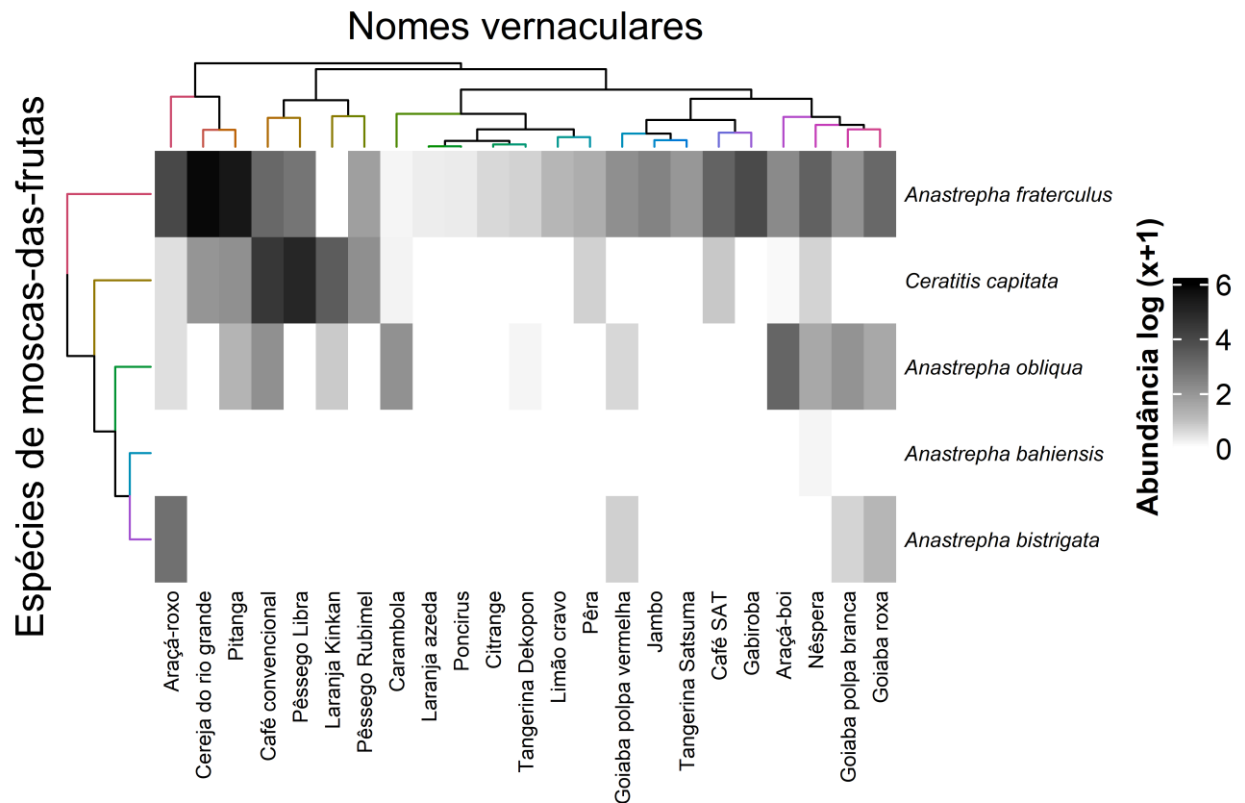 Nomes vernaculares
Espécies de moscas-das-frutas
Anastrepha fraterculus
Ceratitis capitata
Anastrepha obliqua
Anastrepha bahiensis
Anastrepha bistrigata
Abundância log (x+1)
6
4
2
0
Araçá-roxo
Cereja do rio grande
Pitanga
Café convencional
Pêssego Libra
Laranja Kinkan
Pêssego Rubimel
Carambola
Laranja azeda
Poncirus
Citrange
Tangerina Dekopon
Limão cravo
Pêra
Goiaba polpa vermelha
Jambo
Tangerina Satsuma
Café SAT
Gabiroba
Araçá-boi
Nêspera
Goiaba polpa branca
Goiaba roxa